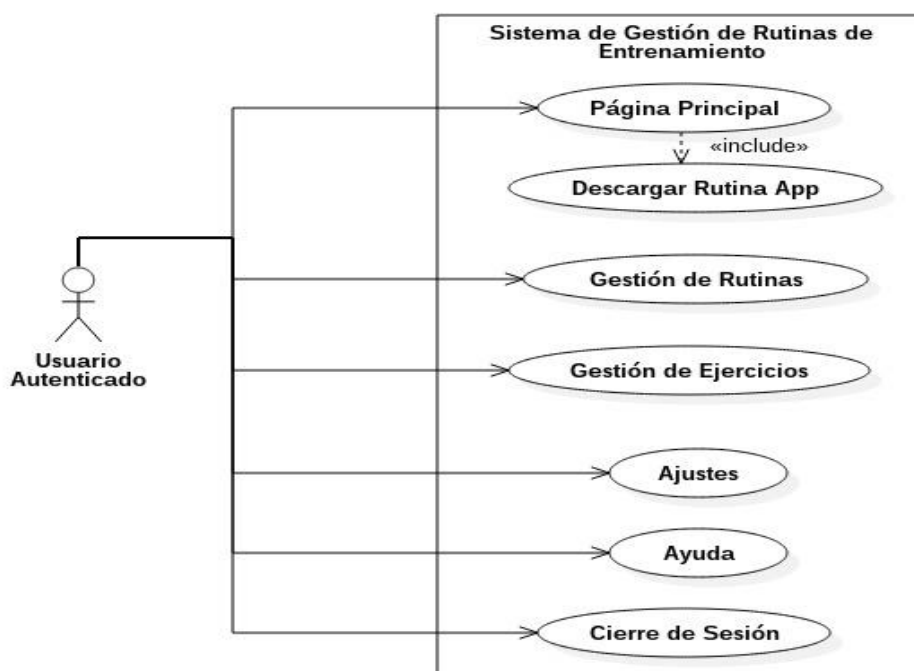 Sistema de Gestión de Rutinas de
Entrenamiento
Página Principal
«include»
Descargar Rutina App
Gestión de Rutinas
Usuario
Autenticado
Gestión de Ejercicios
Ajustes
Ayuda
Cierre de Sesión